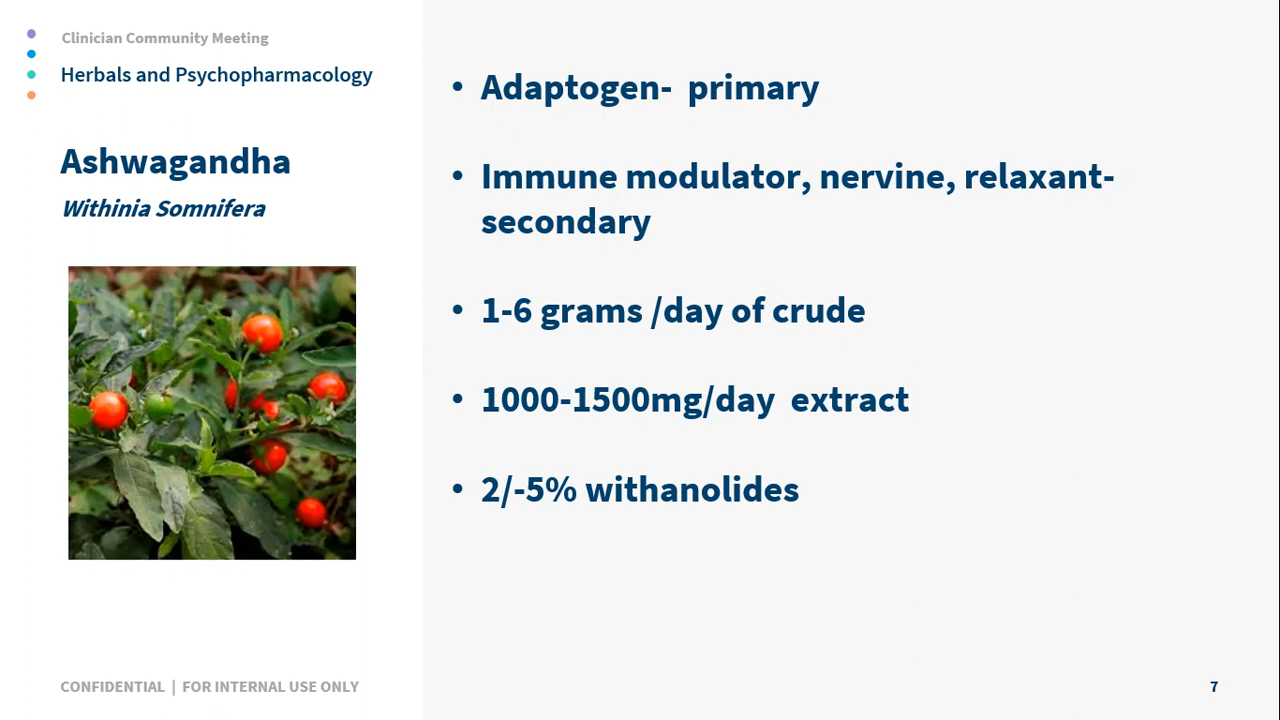 Clinician Community Meeting
Herbals and Psychopharmacology
Ashwagandha
Withinia Somnifera
• Adaptogen-  primary
• Immune modulator, nervine, relaxant-
secondary
• 1-6 grams /day of crude
• 1000-1500mg/day  extract
• 2/-5% withanolides
CONFIDENTIAL | FOR INTERNAL USE ONLY
7